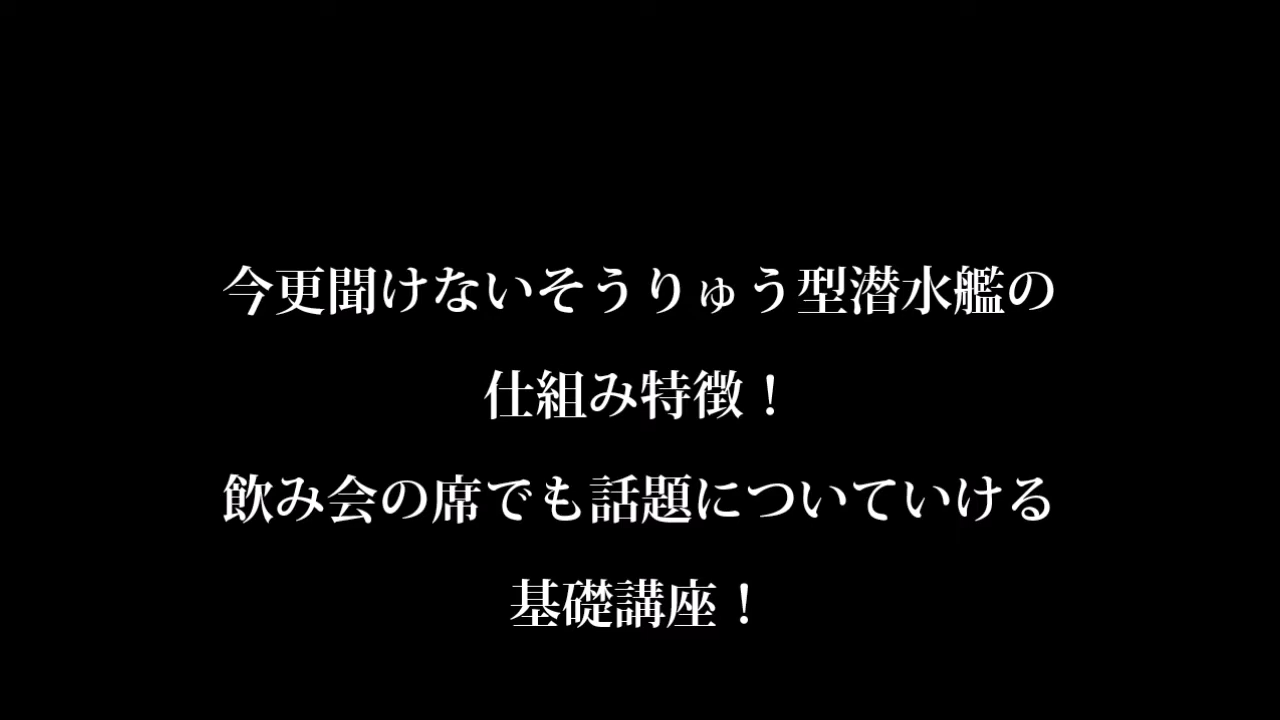 今更聞けないそうりゅう型潜水艦の
仕組み特徴！
飲み会の席でも話題についていける
基礎講座！